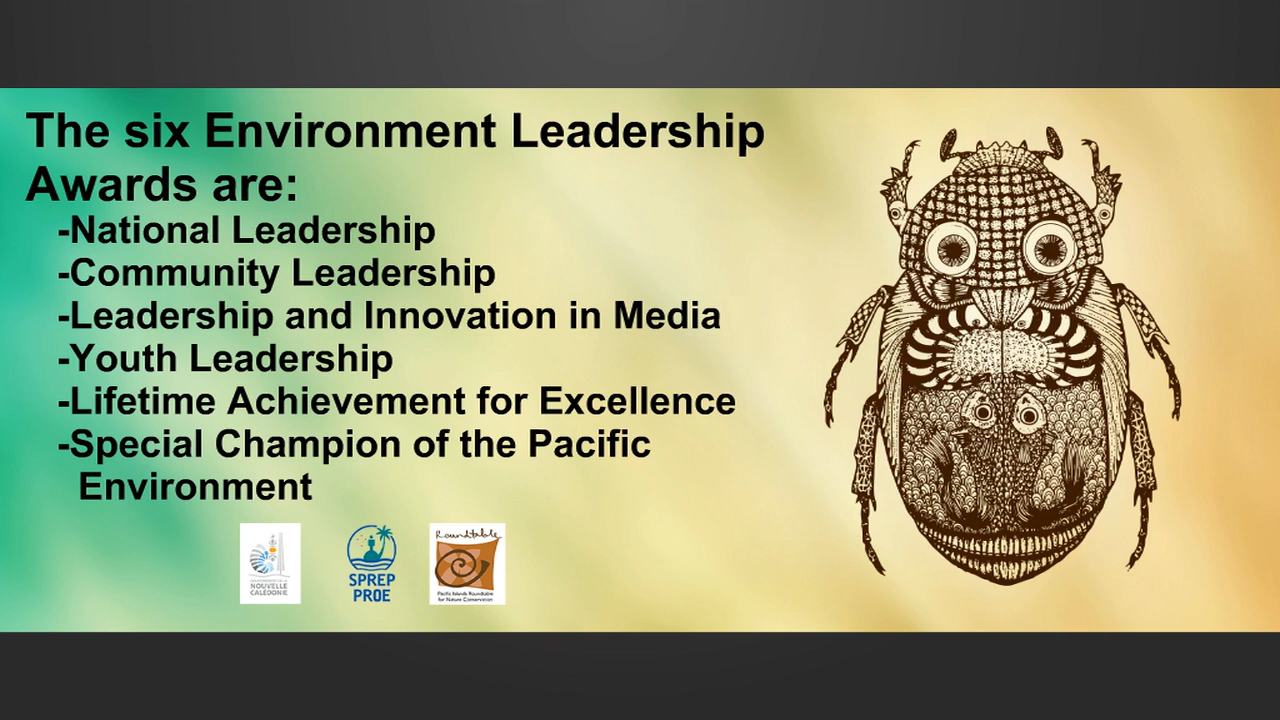 The six Environment Leadership
Awards are:
-National Leadership
-Community Leadership
-Leadership and Innovation in Media
-Youth Leadership
-Lifetime Achievement for Excellence
-Special Champion of the Pacific
Environment
NOUVELLE
CALÉDONIE
SPREP
PROE
Roundtable
Pacific Islands Roundtable
for Nature Conservation